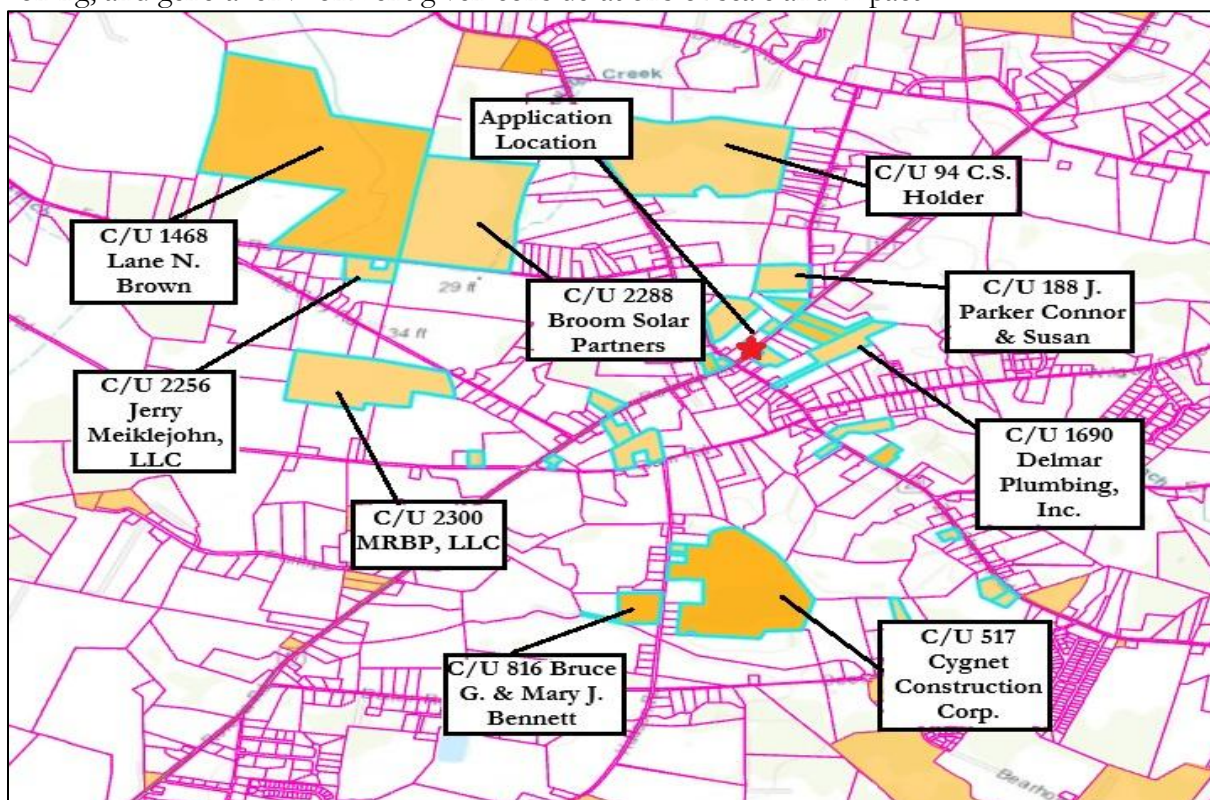 Creek
Application
Location
C/U 94 C.S.
Holder
C/U 1468
Lane N.
Brown
29 ft
C/U 2288
Broom Solar
Partners
C/U 188 J.
Parker Connor
& Susan
34 ft
C/U 2256
Jerry
Meiklejohn,
LLC
C/U 1690
Delmar
Plumbing,
Inc.
C/U 2300
MRBP, LLC
C/U 816 Bruce
G. & Mary J.
Bennett
C/U 517
Cygnet
Construction
Corp.